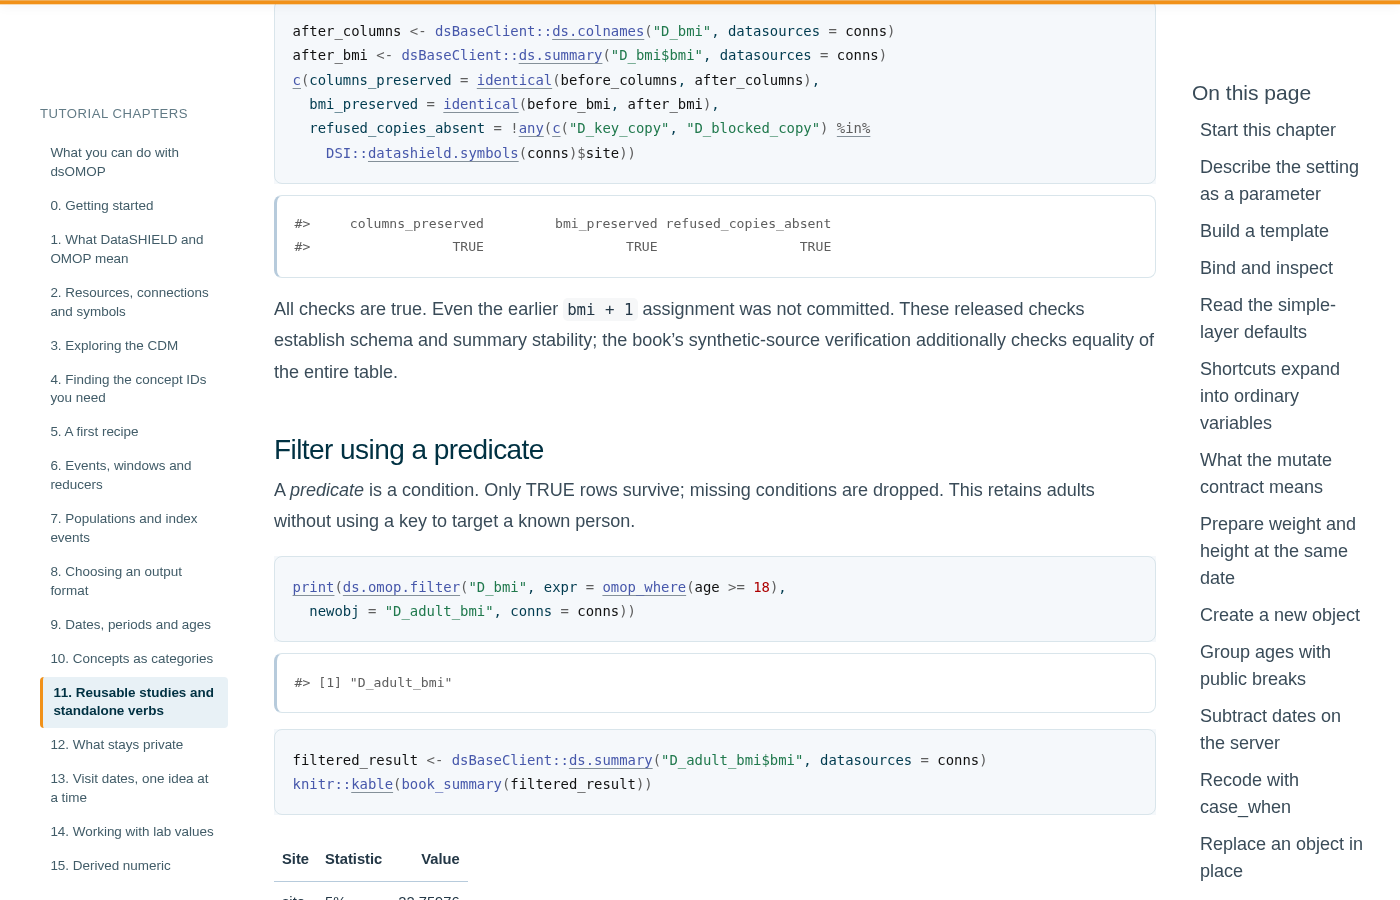 TUTORIAL CHAPTERS
What you can do with
dsOMOP
0. Getting started
1. What DataSHIELD and
OMOP mean
2. Resources, connections
and symbols
3. Exploring the CDM
4. Finding the concept IDs
you need
5. A first recipe
6. Events, windows and
reducers
7. Populations and index
events
8. Choosing an output
format
9. Dates, periods and ages
10. Concepts as categories
11. Reusable studies and
standalone verbs
12. What stays private
13. Visit dates, one idea at
a time
14. Working with lab values
15. Derived numeric
after_columns <- dsBaseClient::ds.colnames("D_bmi", datasources = conns)
after_bmi <- dsBaseClient::ds.summary("D_bmi$bmi", datasources = conns)
c(columns_preserved = identical(before_columns, after_columns),
  bmi_preserved = identical(before_bmi, after_bmi),
  refused_copies_absent = !any(c("D_key_copy", "D_blocked_copy") %in%
    DSI::datashield.symbols(conns)$site))
#>     columns_preserved         bmi_preserved refused_copies_absent
#>                  TRUE                  TRUE                  TRUE
All checks are true. Even the earlier bmi + 1 assignment was not committed. These released checks
establish schema and summary stability; the book’s synthetic-source verification additionally checks equality of
the entire table.
Filter using a predicate
A predicate is a condition. Only TRUE rows survive; missing conditions are dropped. This retains adults
without using a key to target a known person.
print(ds.omop.filter("D_bmi", expr = omop_where(age >= 18),
  newobj = "D_adult_bmi", conns = conns))
#> [1] "D_adult_bmi"
filtered_result <- dsBaseClient::ds.summary("D_adult_bmi$bmi", datasources = conns)
knitr::kable(book_summary(filtered_result))
Site Statistic Value
On this page
Start this chapter
Describe the setting
as a parameter
Build a template
Bind and inspect
Read the simple-
layer defaults
Shortcuts expand
into ordinary
variables
What the mutate
contract means
Prepare weight and
height at the same
date
Create a new object
Group ages with
public breaks
Subtract dates on
the server
Recode with
case_when
Replace an object in
place